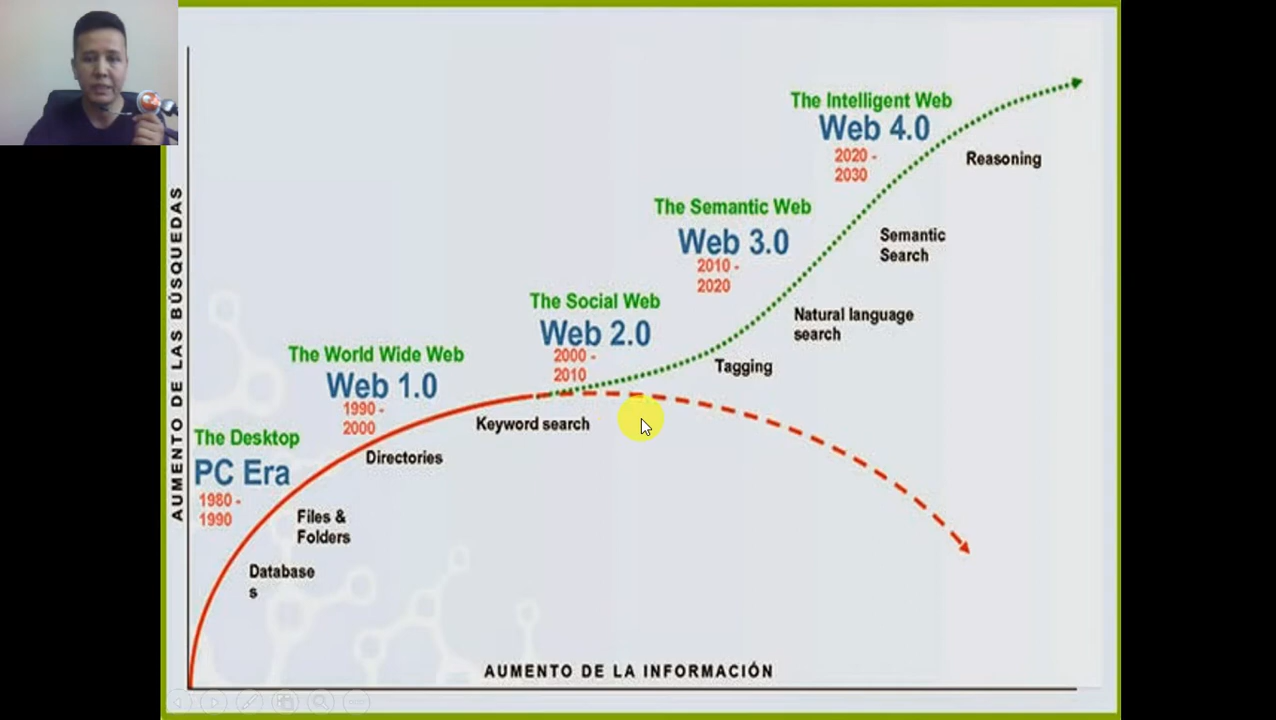 The Intelligent Web
Web 4.0
2020 -
2030
Reasoning
The Semantic Web
Web 3.0
2010 -
2020
Semantic
Search
The Social Web
Web 2.0
2000 -
2010
Natural language
search
Tagging
The World Wide Web
Web 1.0
1990 -
2000
Keyword search
Directories
The Desktop
PC Era
1980 -
1990
Files &
Folders
Database
s
AUMENTO DE LAS BÚSQUEDAS
AUMENTO DE LA INFORMACIÓN